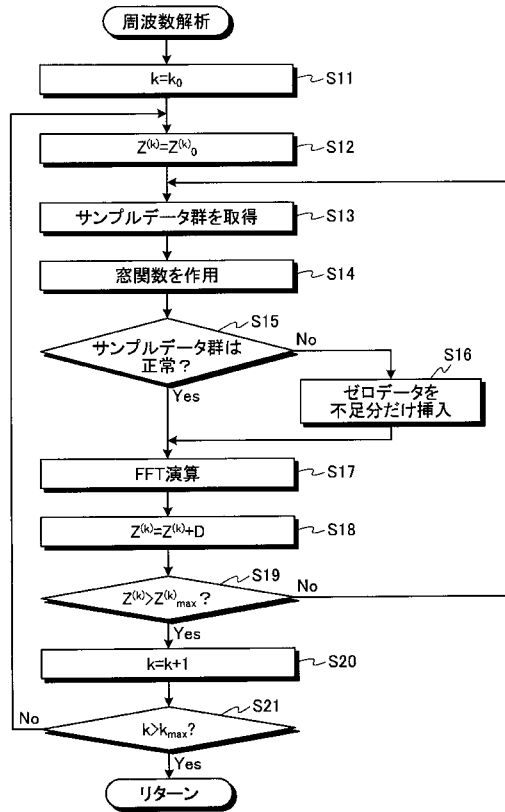 周波数解析
k=k₀
S11
Z⁽ᵏ⁾=Z⁽ᵏ⁾₀
S12
サンプルデータ群を取得
S13
窓関数を作用
S14
S15
サンプルデータ群は
正常？
No
Yes
S16
ゼロデータを
不足分だけ挿入
FFT演算
S17
Z⁽ᵏ⁾=Z⁽ᵏ⁾+D
S18
S19
Z⁽ᵏ⁾>Z⁽ᵏ⁾max？
No
Yes
k=k+1
S20
S21
k>kmax?
No
Yes
リターン